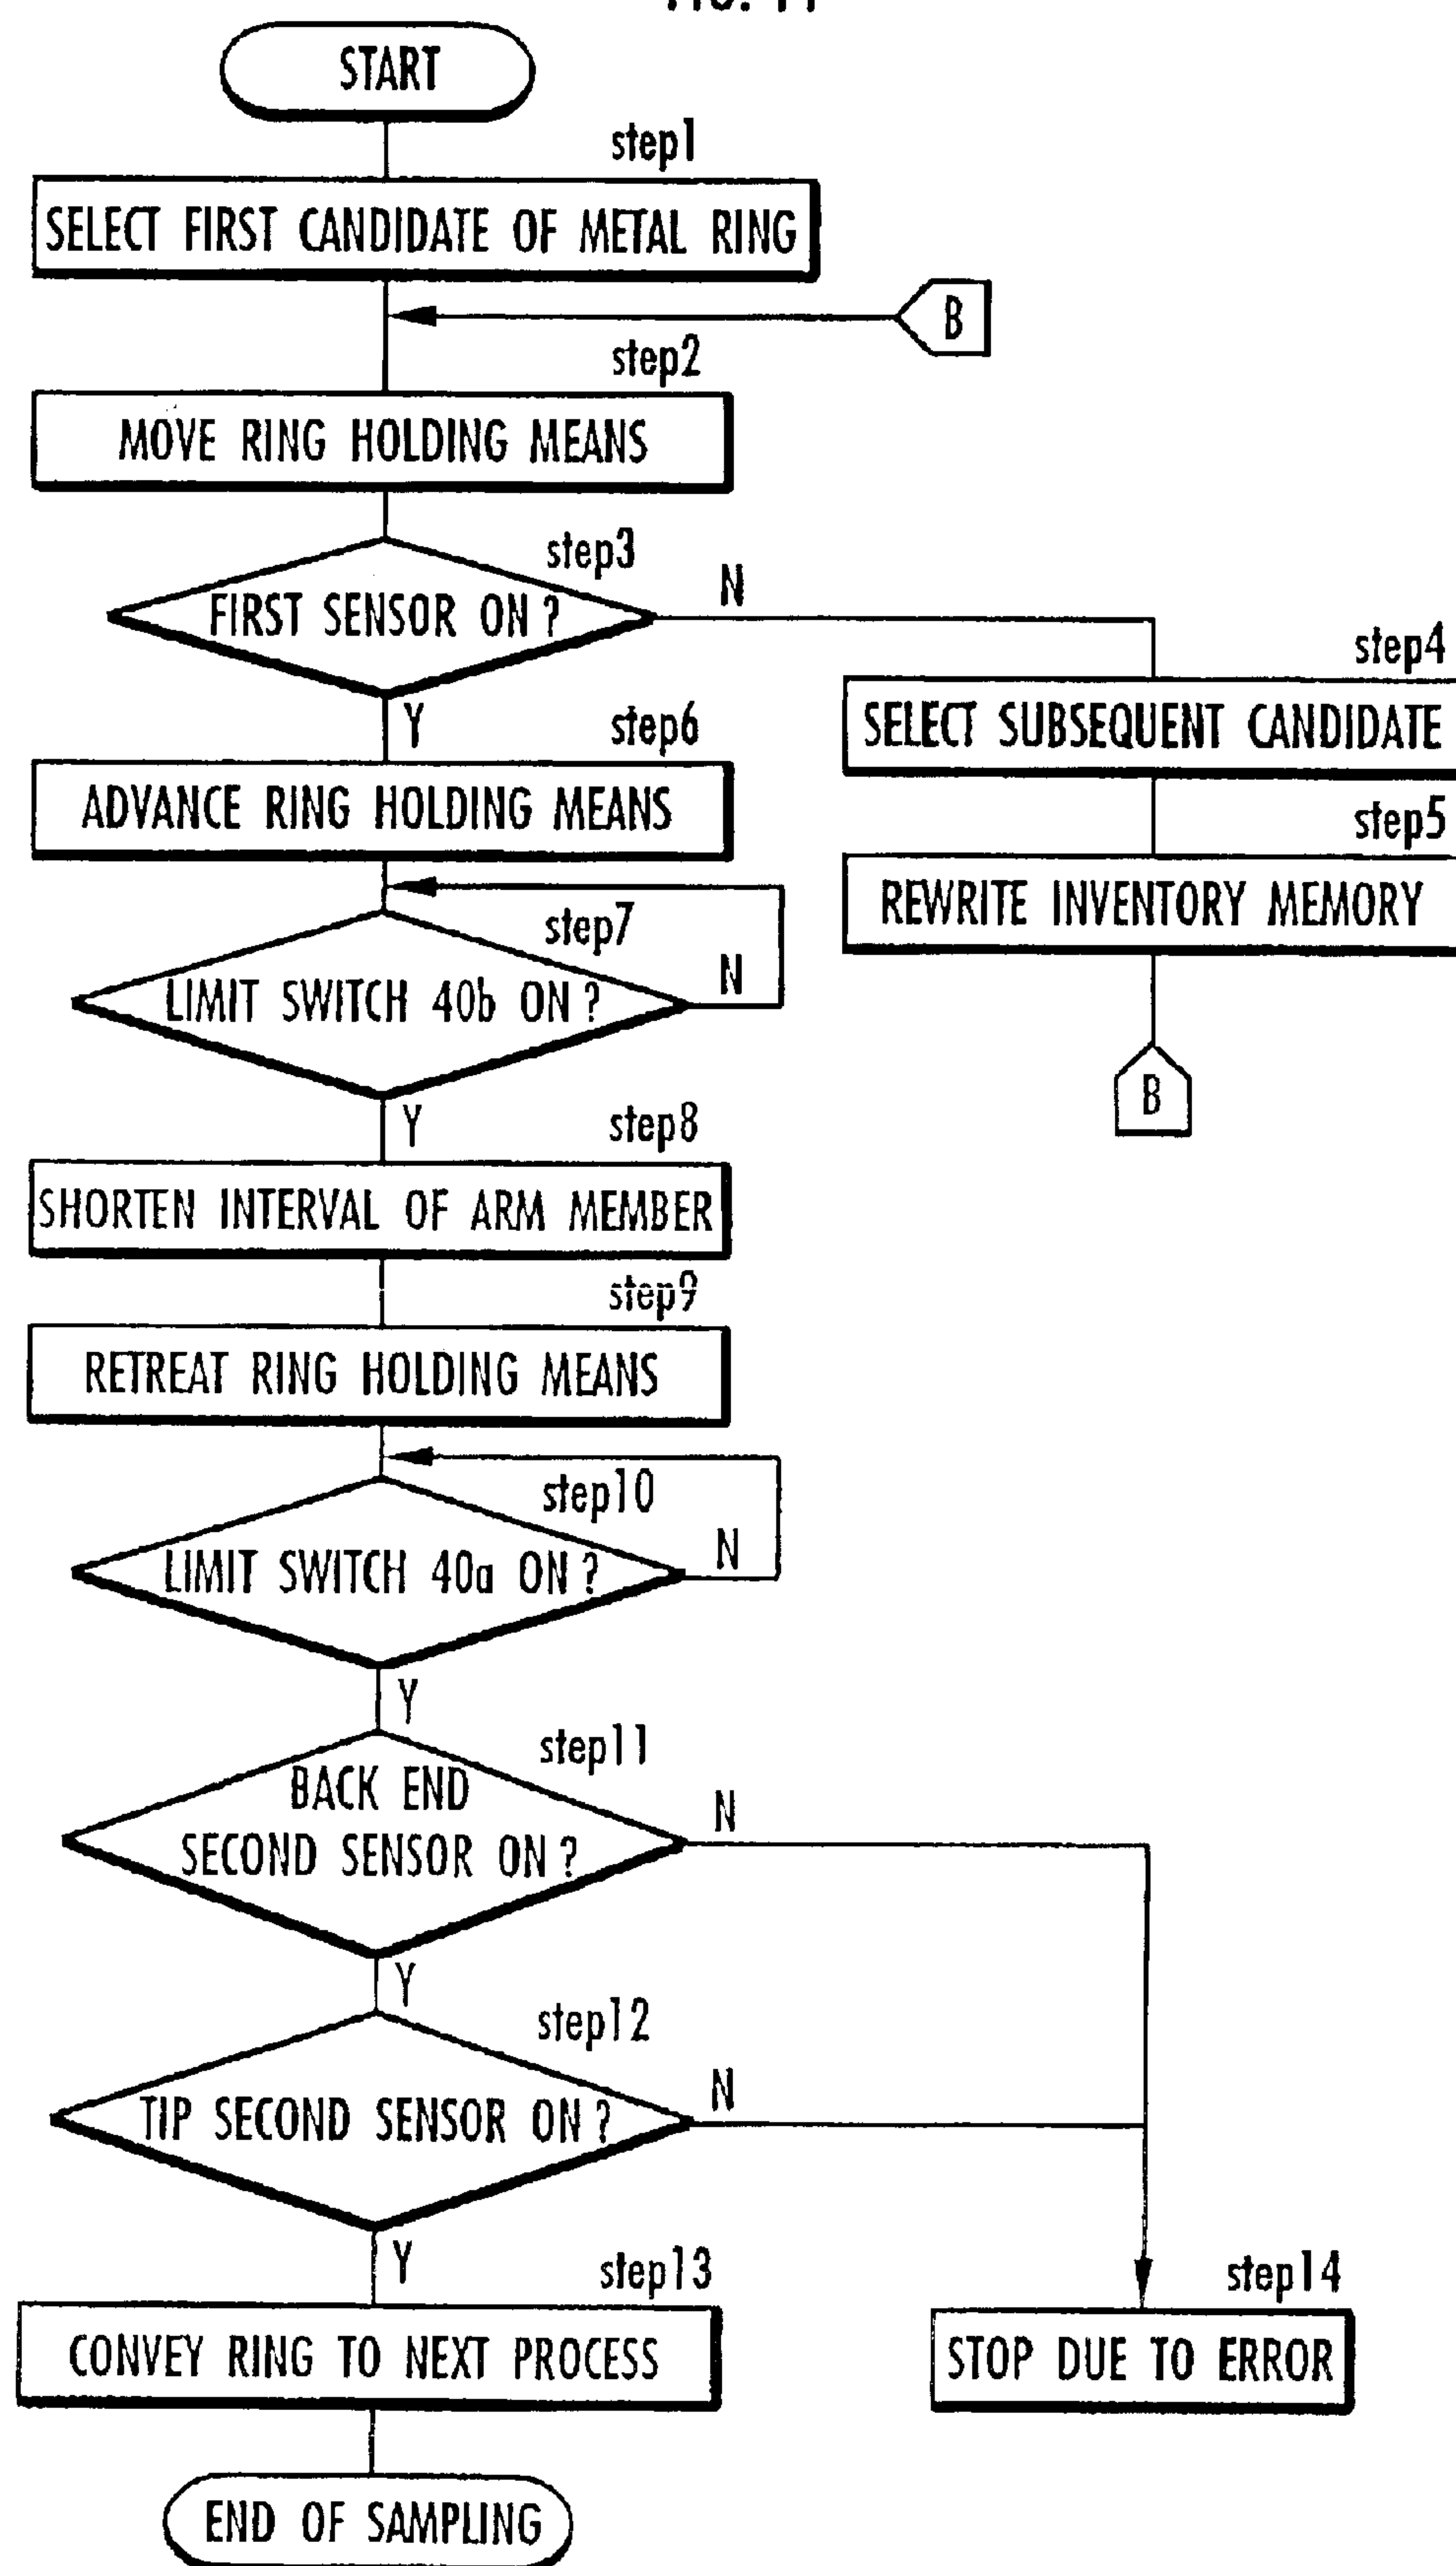 START
step1
SELECT FIRST CANDIDATE OF METAL RING
B
step2
MOVE RING HOLDING MEANS
step3
FIRST SENSOR ON ?
N
step4
SELECT SUBSEQUENT CANDIDATE
Y
step6
ADVANCE RING HOLDING MEANS
step5
REWRITE INVENTORY MEMORY
step7
LIMIT SWITCH 40b ON ?
N
B
Y
step8
SHORTEN INTERVAL OF ARM MEMBER
step9
RETREAT RING HOLDING MEANS
step10
LIMIT SWITCH 40a ON ?
N
Y
step11
BACK END
SECOND SENSOR ON ?
N
Y
step12
TIP SECOND SENSOR ON ?
N
Y
step13
CONVEY RING TO NEXT PROCESS
step14
STOP DUE TO ERROR
END OF SAMPLING